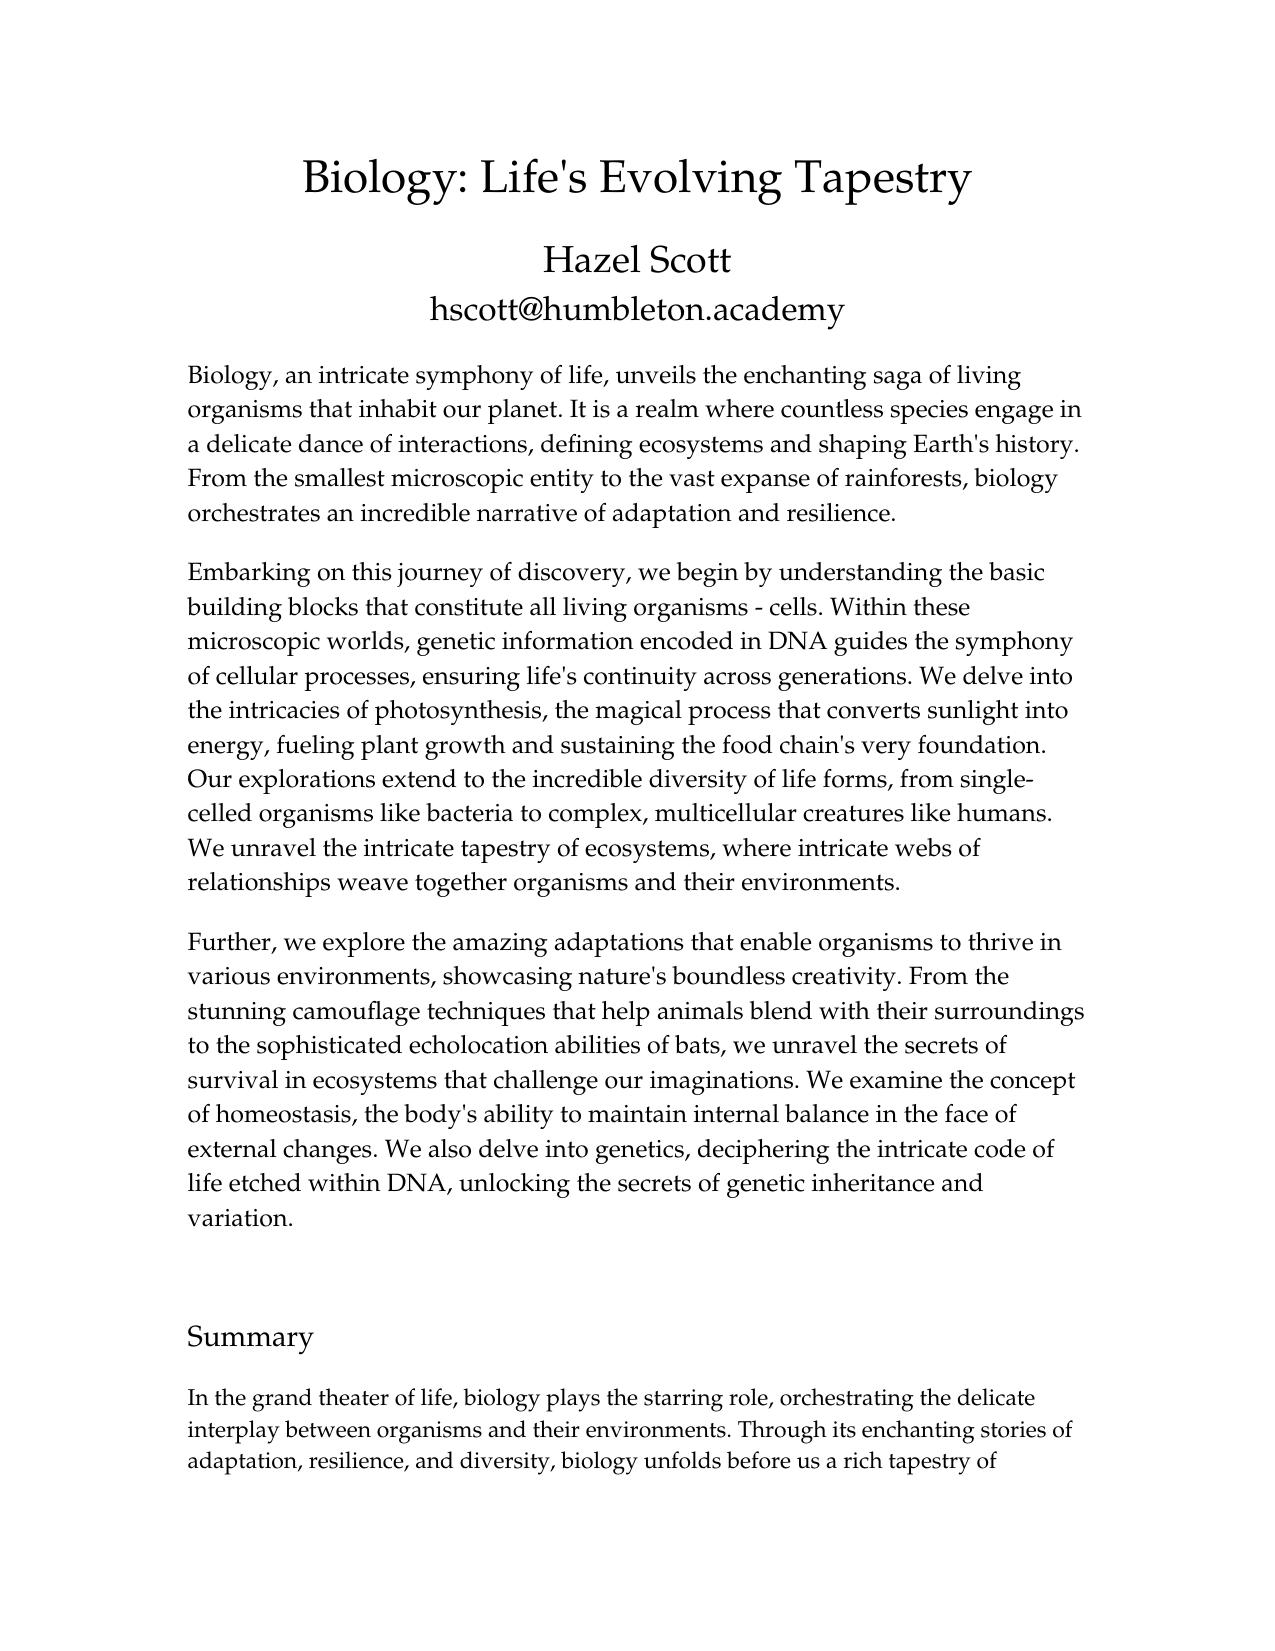 Biology: Life's Evolving Tapestry
Hazel Scott
hscott@humbleton.academy
Biology, an intricate symphony of life, unveils the enchanting saga of living
organisms that inhabit our planet. It is a realm where countless species engage in
a delicate dance of interactions, defining ecosystems and shaping Earth's history.
From the smallest microscopic entity to the vast expanse of rainforests, biology
orchestrates an incredible narrative of adaptation and resilience.
Embarking on this journey of discovery, we begin by understanding the basic
building blocks that constitute all living organisms - cells. Within these
microscopic worlds, genetic information encoded in DNA guides the symphony
of cellular processes, ensuring life's continuity across generations. We delve into
the intricacies of photosynthesis, the magical process that converts sunlight into
energy, fueling plant growth and sustaining the food chain's very foundation.
Our explorations extend to the incredible diversity of life forms, from single-
celled organisms like bacteria to complex, multicellular creatures like humans.
We unravel the intricate tapestry of ecosystems, where intricate webs of
relationships weave together organisms and their environments.
Further, we explore the amazing adaptations that enable organisms to thrive in
various environments, showcasing nature's boundless creativity. From the
stunning camouflage techniques that help animals blend with their surroundings
to the sophisticated echolocation abilities of bats, we unravel the secrets of
survival in ecosystems that challenge our imaginations. We examine the concept
of homeostasis, the body's ability to maintain internal balance in the face of
external changes. We also delve into genetics, deciphering the intricate code of
life etched within DNA, unlocking the secrets of genetic inheritance and
variation.
Summary
In the grand theater of life, biology plays the starring role, orchestrating the delicate
interplay between organisms and their environments. Through its enchanting stories of
adaptation, resilience, and diversity, biology unfolds before us a rich tapestry of